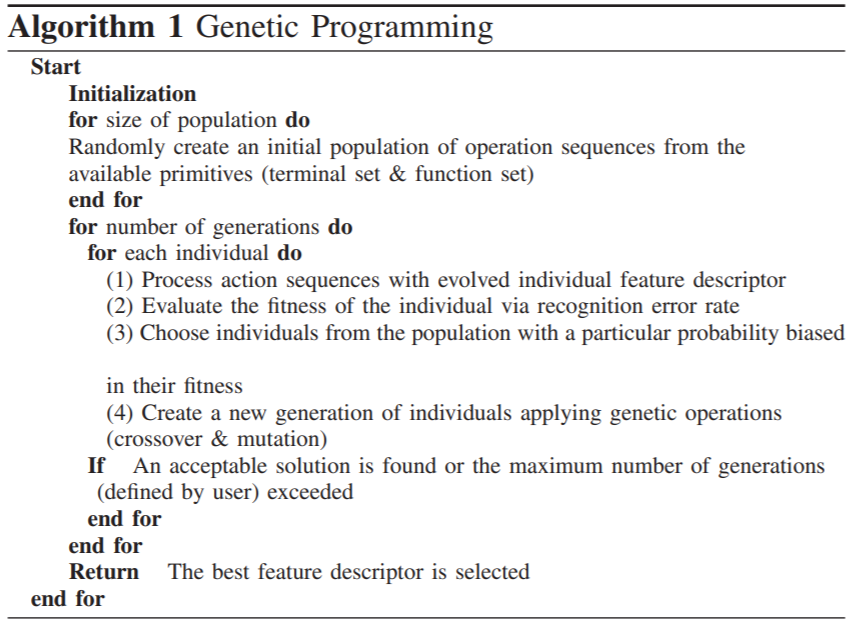 Algorithm 1 Genetic Programming
Start
Initialization
for size of population do
Randomly create an initial population of operation sequences from the
available primitives (terminal set & function set)
end for
for number of generations do
for each individual do
(1) Process action sequences with evolved individual feature descriptor
(2) Evaluate the fitness of the individual via recognition error rate
(3) Choose individuals from the population with a particular probability biased
in their fitness
(4) Create a new generation of individuals applying genetic operations
(crossover & mutation)
If An acceptable solution is found or the maximum number of generations
(defined by user) exceeded
end for
end for
Return The best feature descriptor is selected
end for